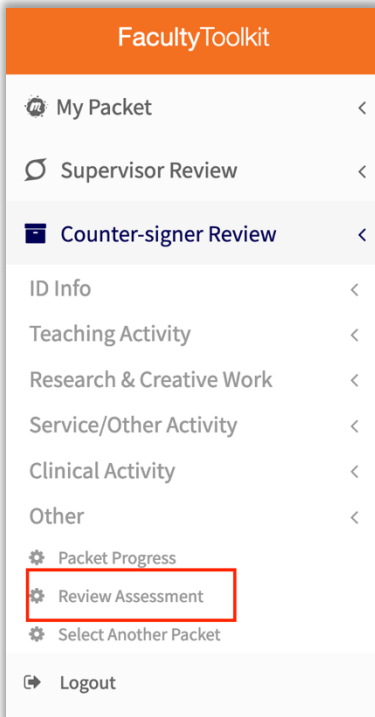 FacultyToolkit
My Packet
Supervisor Review
Counter-signer Review
ID Info
Teaching Activity
Research & Creative Work
Service/Other Activity
Clinical Activity
Other
Packet Progress
Review Assessment
Select Another Packet
Logout